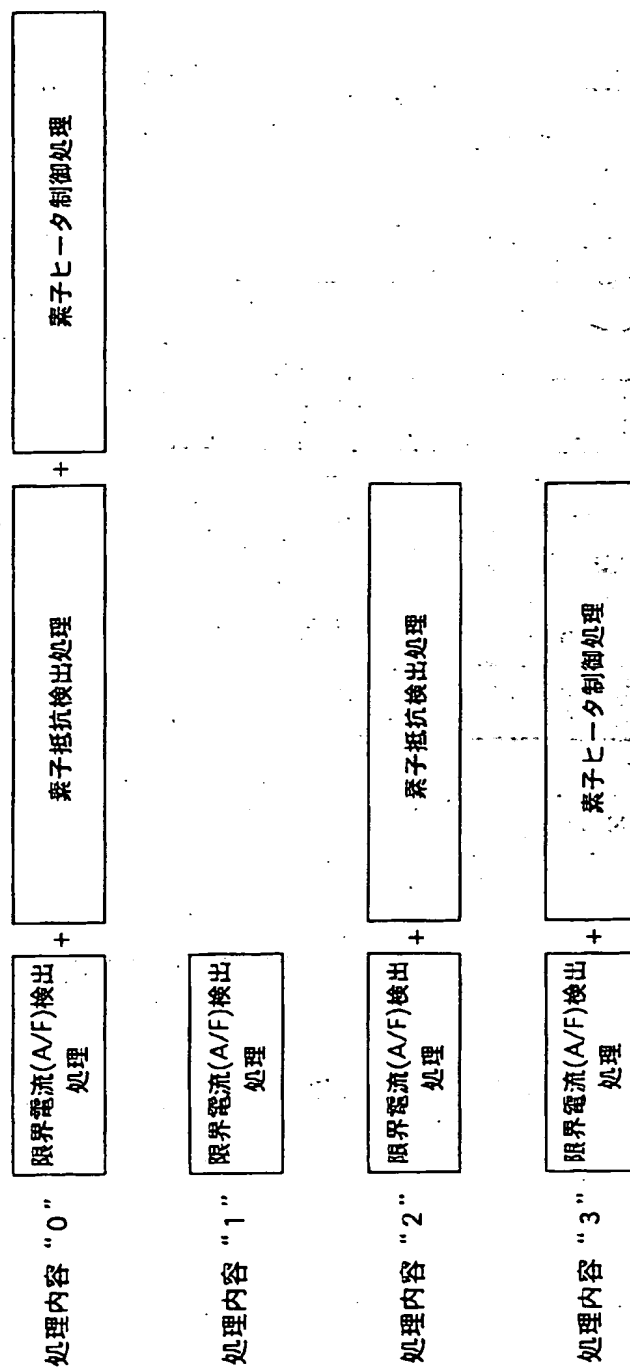 処理内容 “0”
限界電流(A/F)検出
処理
+
素子抵抗検出処理
+
素子ヒータ制御処理
処理内容 “1”
限界電流(A/F)検出
処理
処理内容 “2”
限界電流(A/F)検出
処理
+
素子抵抗検出処理
処理内容 “3”
限界電流(A/F)検出
処理
+
素子ヒータ制御処理